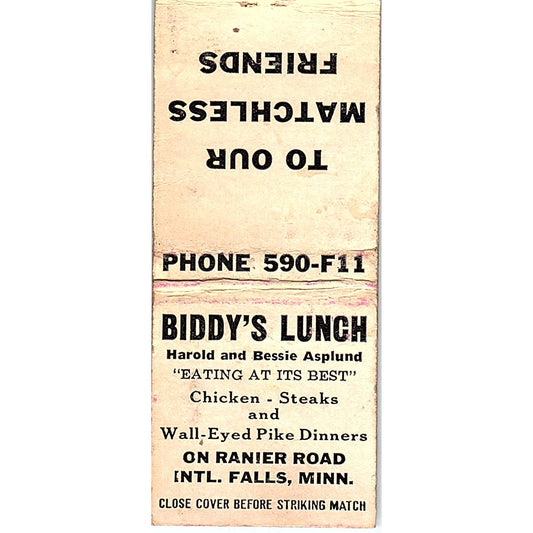 TO OUR
MATCHLESS
FRIENDS
PHONE 590-F11
BIDDY'S LUNCH
Harold and Bessie Asplund
"EATING AT ITS BEST"
Chicken - Steaks
and
Wall-Eyed Pike Dinners
ON RANIER ROAD
INTL. FALLS, MINN.
CLOSE COVER BEFORE STRIKING MATCH